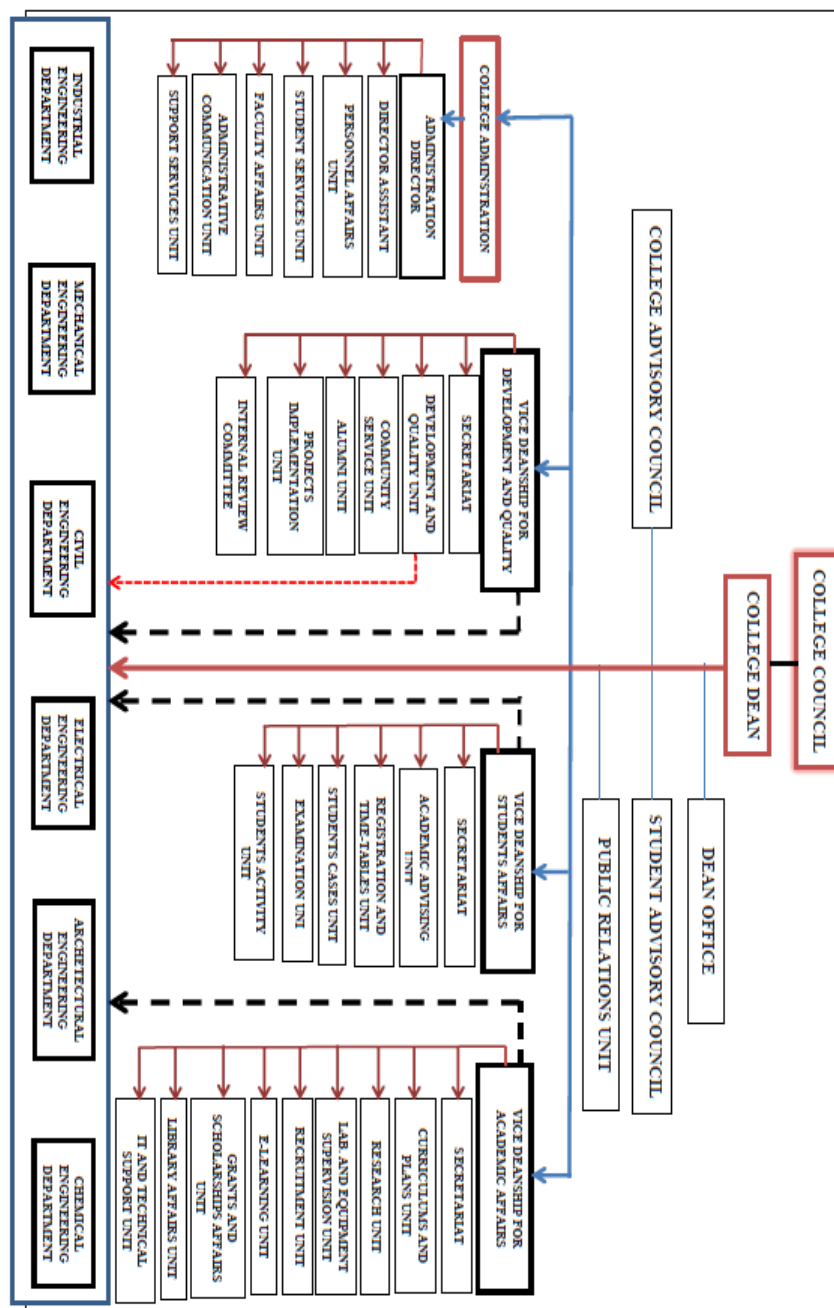 COLLEGE COUNCIL
COLLEGE DEAN
DEAN OFFICE
COLLEGE ADVISORY COUNCIL
STUDENT ADVISORY COUNCIL
PUBLIC RELATIONS UNIT
COLLEGE ADMINSTRATION
ADMINISTRATION
DIRECTOR
DIRECTOR ASSISTANT
PERSONNEL AFFAIRS
UNIT
STUDENT SERVICES UNIT
FACULTY AFFAIRS UNIT
ADMINISTRATIVE
COMMUNICATION UNIT
SUPPORT SERVICES UNIT
VICE DEANSHIP FOR
DEVELOPMENT AND QUALITY
SECRETARIAT
DEVELOPMENT AND
QUALITY UNIT
COMMUNITY
SERVICE UNIT
ALUMNI UNIT
PROJECTS
IMPLEMENTATION
UNIT
INTERNAL REVIEW
COMMITTEE
VICE DEANSHIP FOR
STUDENTS AFFAIRS
SECRETARIAT
ACADEMIC ADVISING
UNIT
REGISTRATION AND
TIME-TABLES UNIT
STUDENTS CASES UNIT
EXAMINATION UNI
STUDENTS ACTIVITY
UNIT
VICE DEANSHIP FOR
ACADEMIC AFFAIRS
SECRETARIAT
CURRICULUMS AND
PLANS UNIT
RESEARCH UNIT
LAB. AND EQUIPMENT
SUPERVISION UNIT
RECRUITMENT UNIT
E-LEARNING UNIT
GRANTS AND
SCHOLARSHIPS AFFAIRS
UNIT
LIBRARY AFFAIRS UNIT
IT AND TECHNICAL
SUPPORT UNIT
INDUSTRIAL
ENGINEERING
DEPARTMENT
MECHANICAL
ENGINEERING
DEPARTMENT
CIVIL
ENGINEERING
DEPARTMENT
ELECTRICAL
ENGINEERING
DEPARTMENT
ARCHETECTURAL
ENGINEERING
DEPARTMENT
CHEMICAL
ENGINEERING
DEPARTMENT